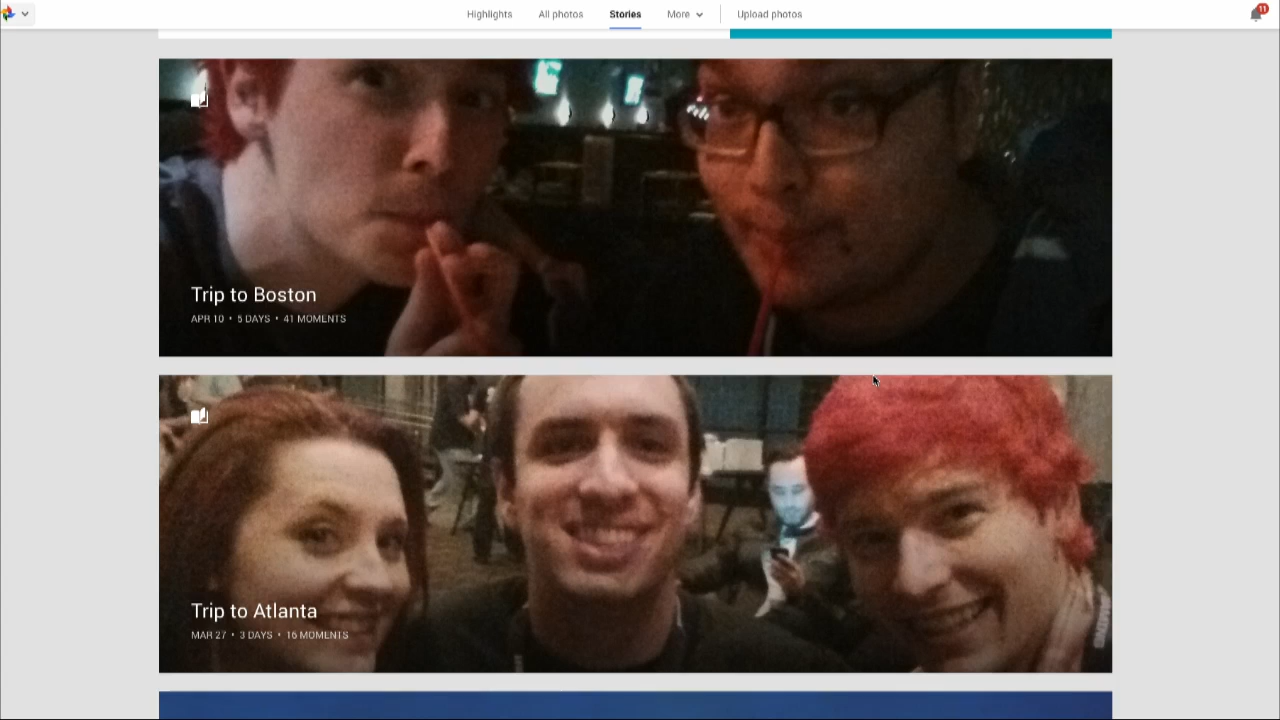 Highlights All photos Stories More Upload photos 11
Trip to Boston
APR 10 • 5 DAYS • 41 MOMENTS
Trip to Atlanta
MAR 27 • 3 DAYS • 16 MOMENTS